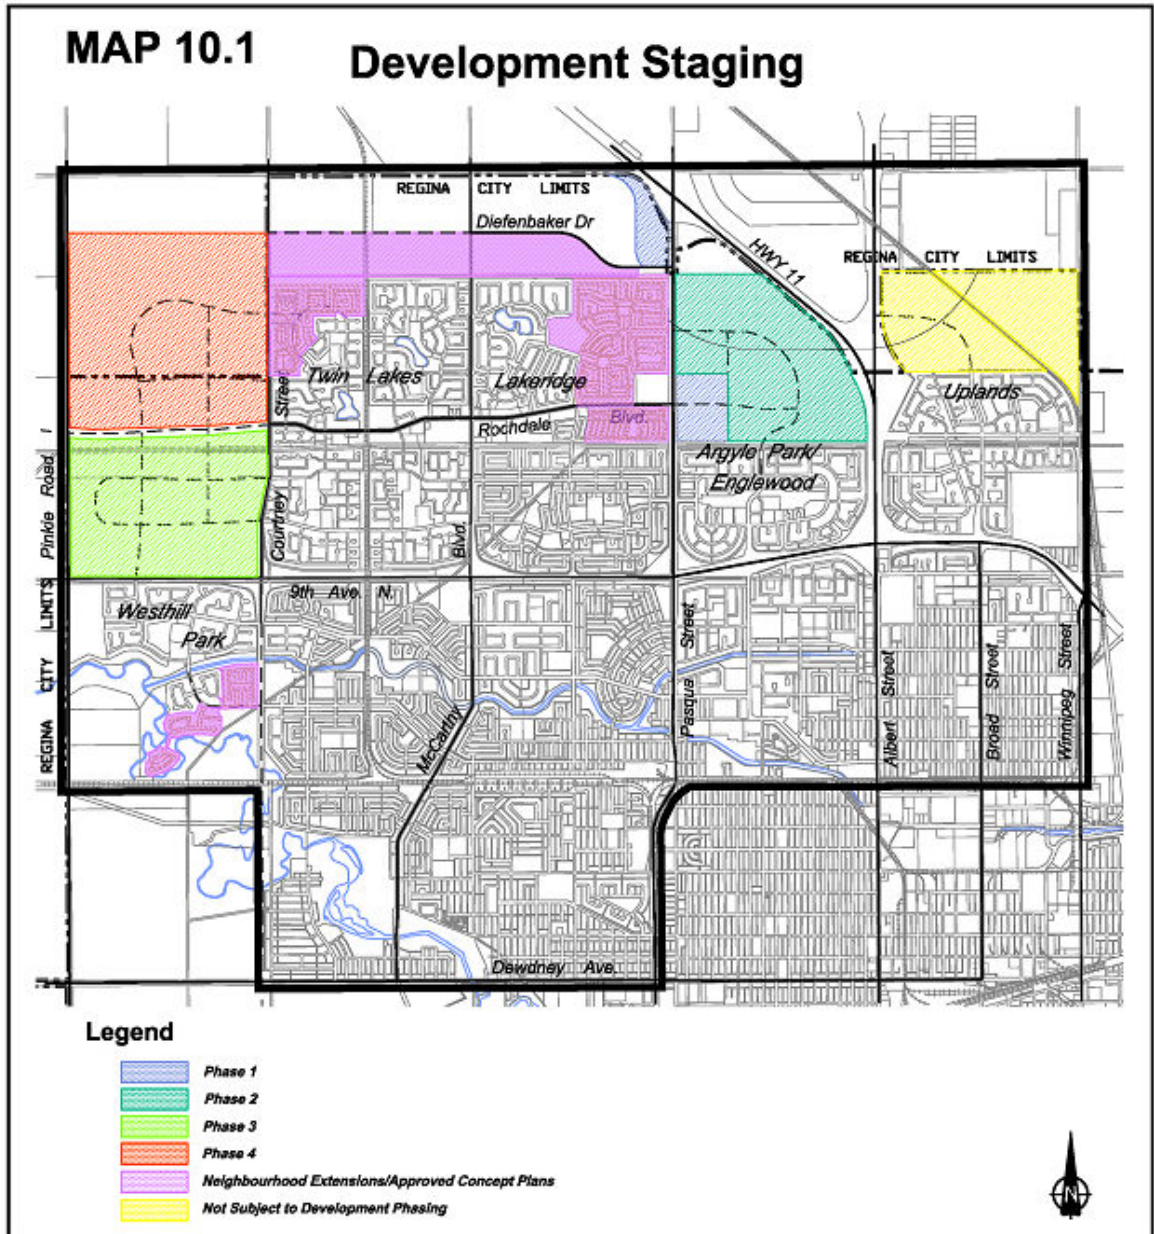 MAP 10.1
Development Staging
REGINA CITY LIMITS
Diefenbaker Dr
HWY 11
REGINA CITY LIMITS
Street
Twin Lakes
Lakeridge
Uplands
Rochdale
Blvd.
Argyle Park/
Englewood
Pinkie Road
Courtney
Blvd.
9th Ave. N.
Westhill
Park
REGINA CITY LIMITS
McCarthy
Pasqua Street
Albert Street
Broad Street
Winnipeg Street
Dewdney Ave.
Legend
Phase 1
Phase 2
Phase 3
Phase 4
Neighbourhood Extensions/Approved Concept Plans
Not Subject to Development Phasing
N